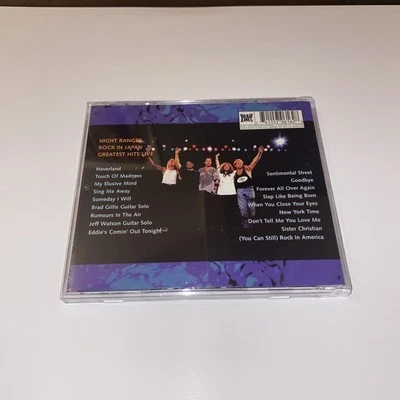 NIGHT RANGER
ROCK IN JAPAN
GREATEST HITS LIVE
Neverland
Touch Of Madness
My Elusive Mind
Sing Me Away
Someday I Will
Brad Gillis Guitar Solo
Rumours In The Air
Jeff Watson Guitar Solo
Eddie's Comin' Out Tonight
Sentimental Street
Goodbye
Forever All Over Again
Slap Like Being Born
When You Close Your Eyes
New York Time
Don't Tell Me You Love Me
Sister Christian
(You Can Still) Rock In America